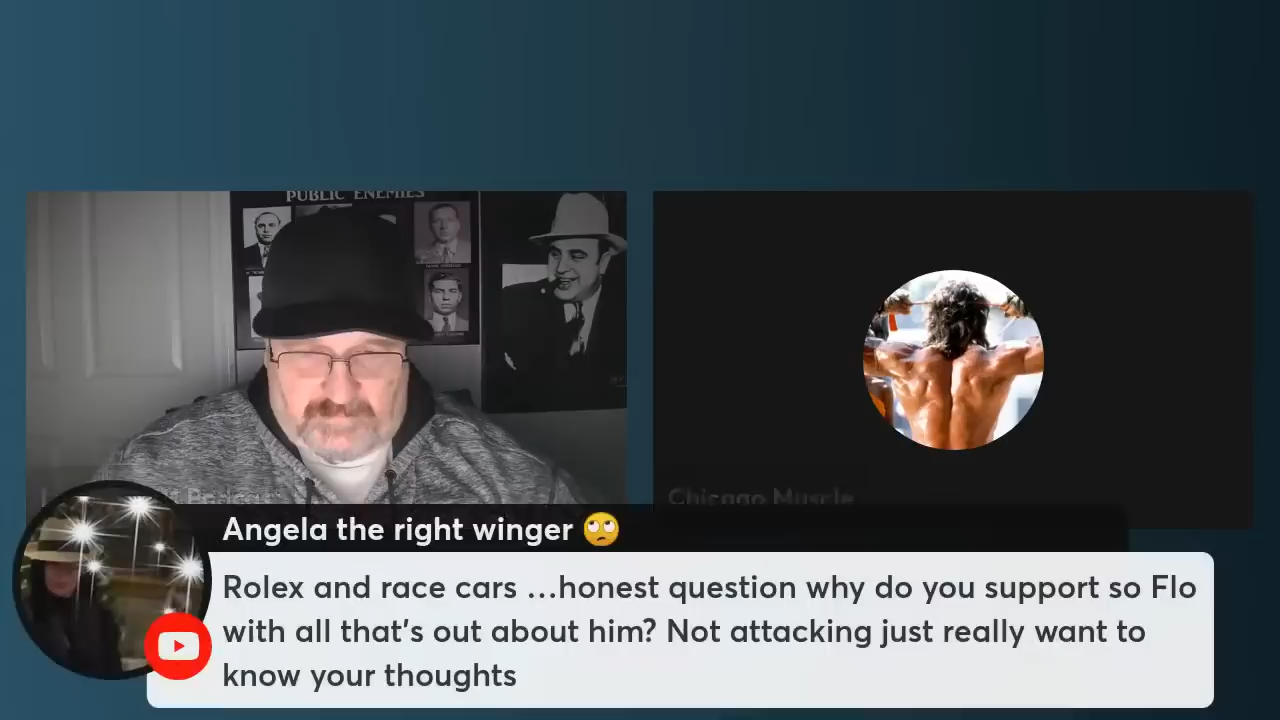 PUBLIC ENEMIES
Chicago Muscle
Angela the right winger 🙄
Rolex and race cars …honest question why do you support so Flo
with all that's out about him? Not attacking just really want to
know your thoughts